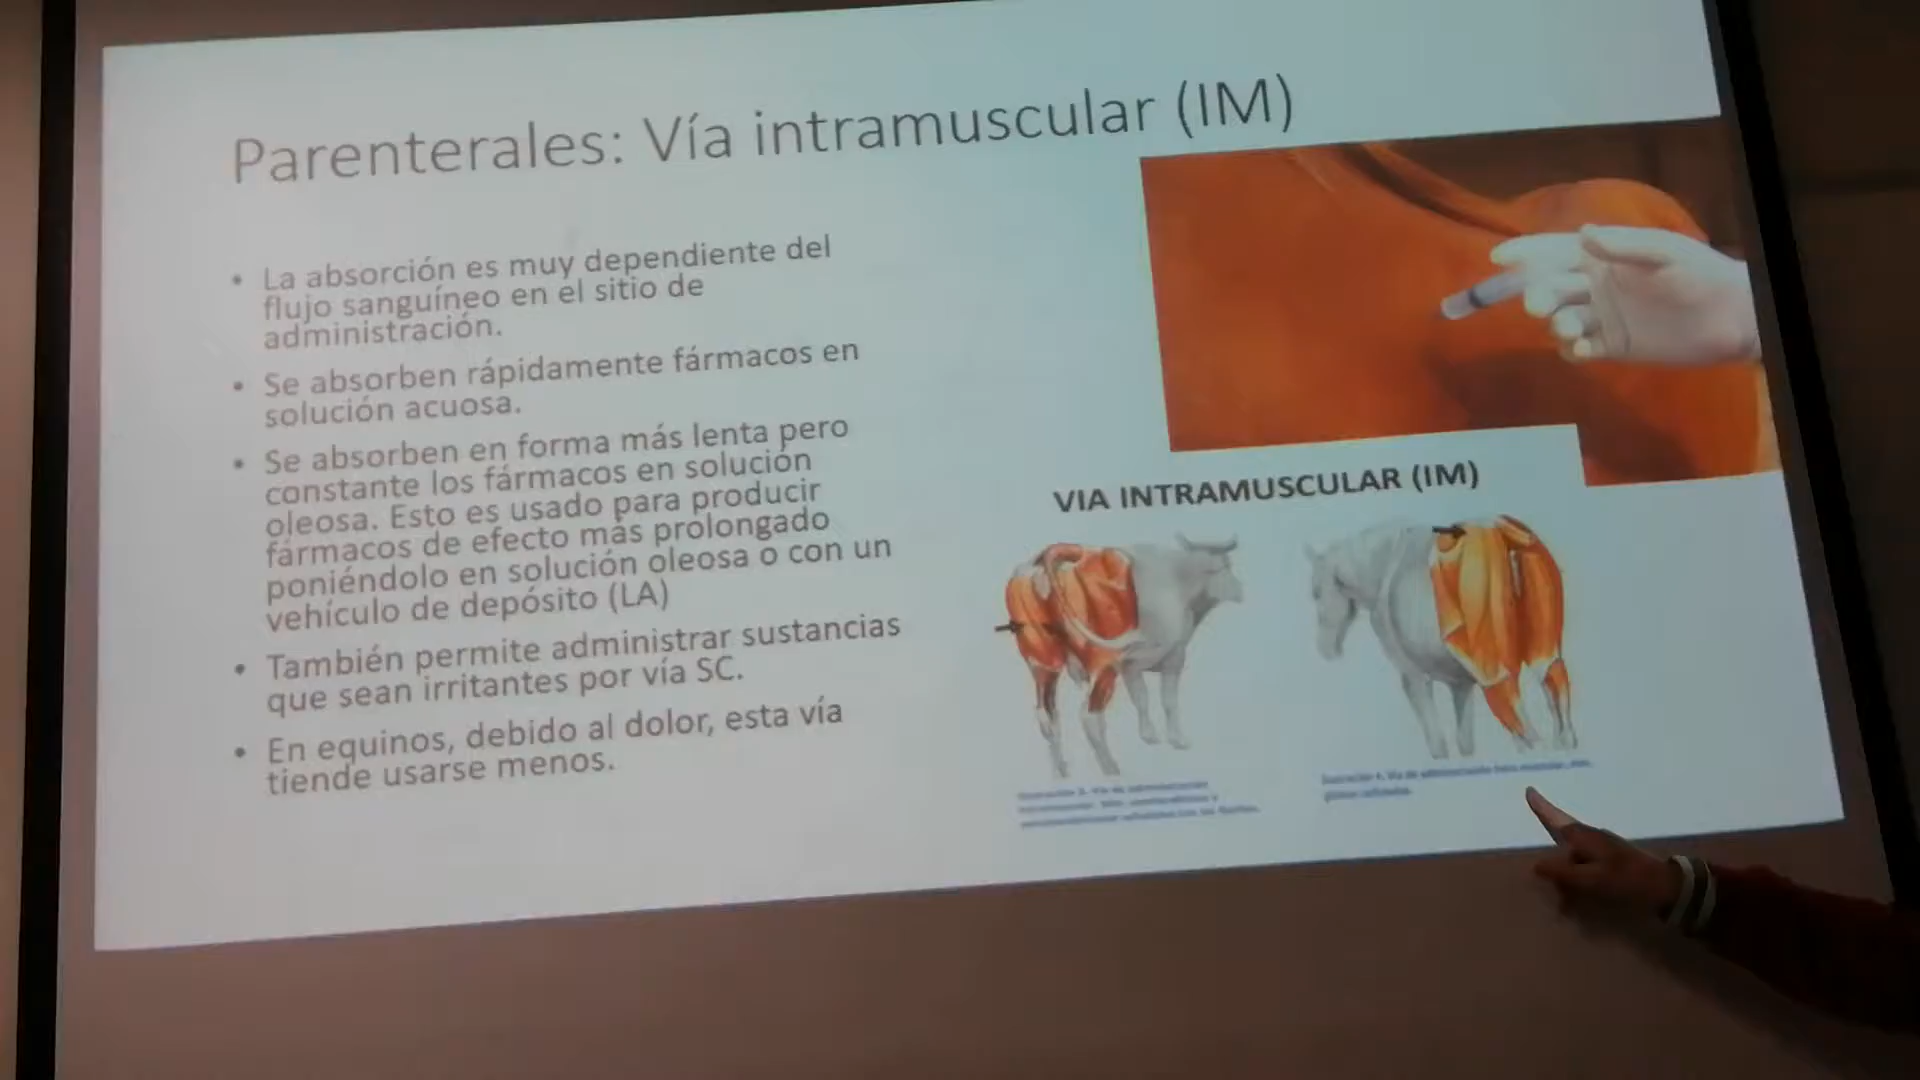 Parenterales: Vía intramuscular (IM)
• La absorción es muy dependiente del
flujo sanguíneo en el sitio de
administración.
• Se absorben rápidamente fármacos en
solución acuosa.
• Se absorben en forma más lenta pero
constante los fármacos en solución
oleosa. Esto es usado para producir
fármacos de efecto más prolongado
poniéndolo en solución oleosa o con un
vehículo de depósito (LA)
• También permite administrar sustancias
que sean irritantes por vía SC.
• En equinos, debido al dolor, esta vía
tiende usarse menos.
VIA INTRAMUSCULAR (IM)